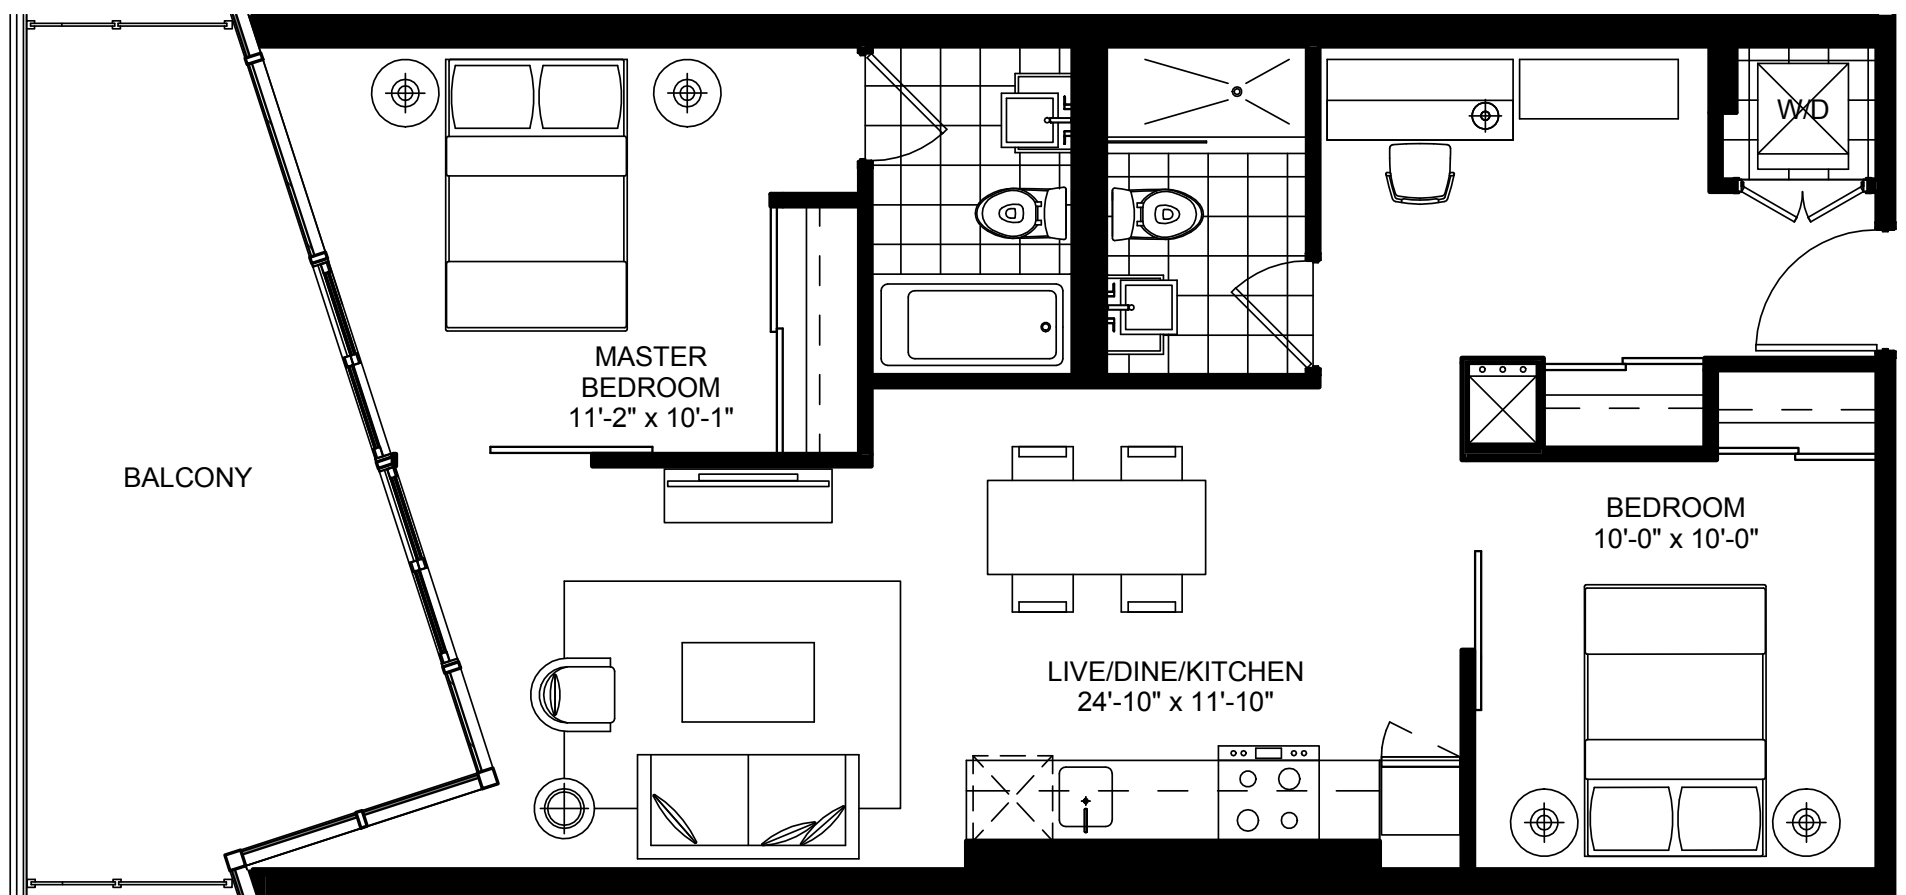 W/D
MASTER
BEDROOM
11'-2" x 10'-1"
BALCONY
BEDROOM
10'-0" x 10'-0"
LIVE/DINE/KITCHEN
24'-10" x 11'-10"